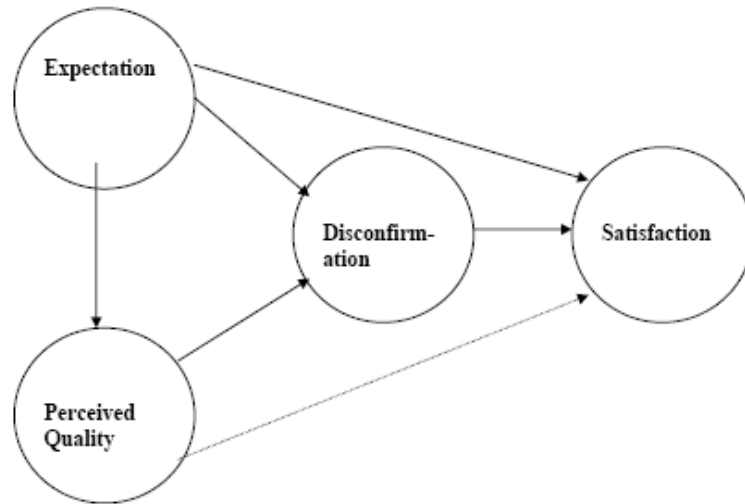 Expectation
Disconfirm-
ation
Satisfaction
Perceived
Quality